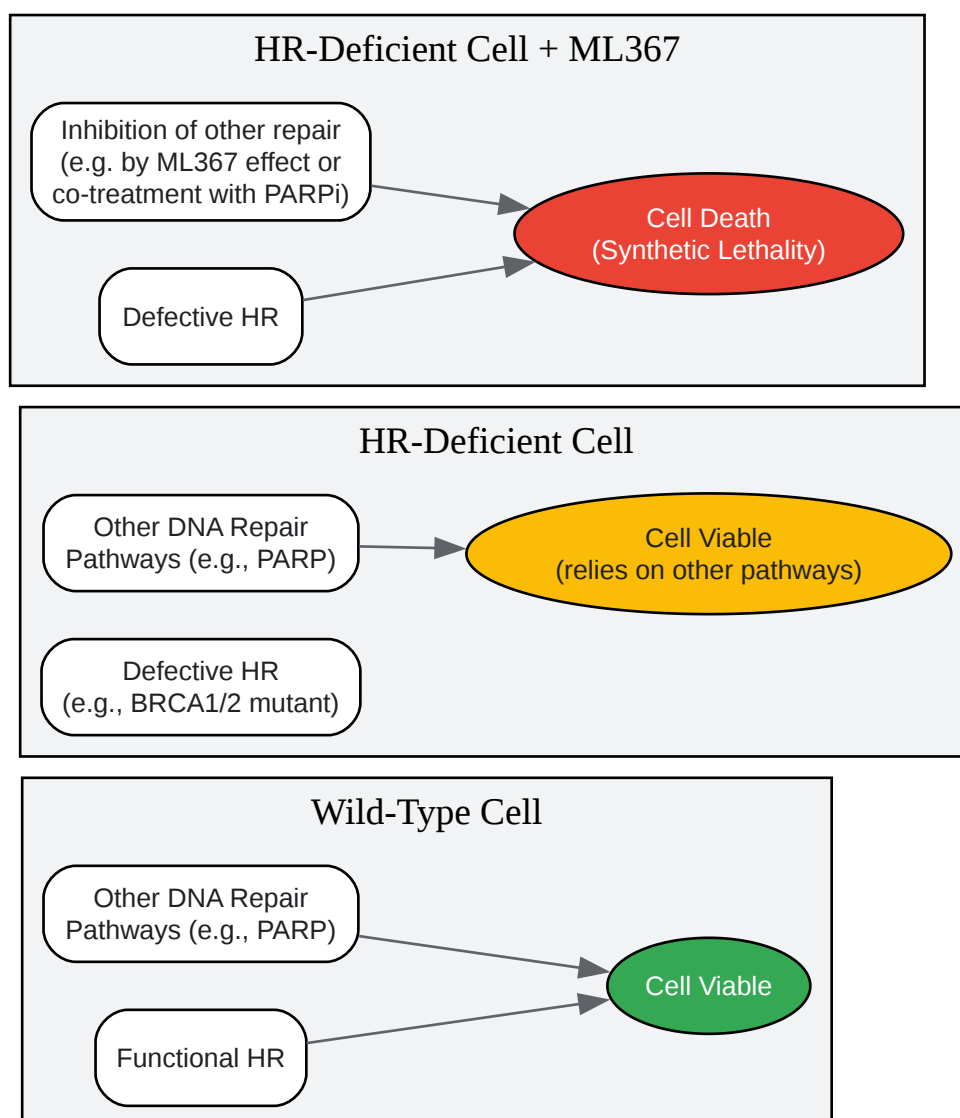 HR-Deficient Cell + ML367
Inhibition of other repair
(e.g. by ML367 effect or
co-treatment with PARPi)
Cell Death
(Synthetic Lethality)
Defective HR
HR-Deficient Cell
Other DNA Repair
Pathways (e.g., PARP)
Cell Viable
(relies on other pathways)
Defective HR
(e.g., BRCA1/2 mutant)
Wild-Type Cell
Other DNA Repair
Pathways (e.g., PARP)
Cell Viable
Functional HR